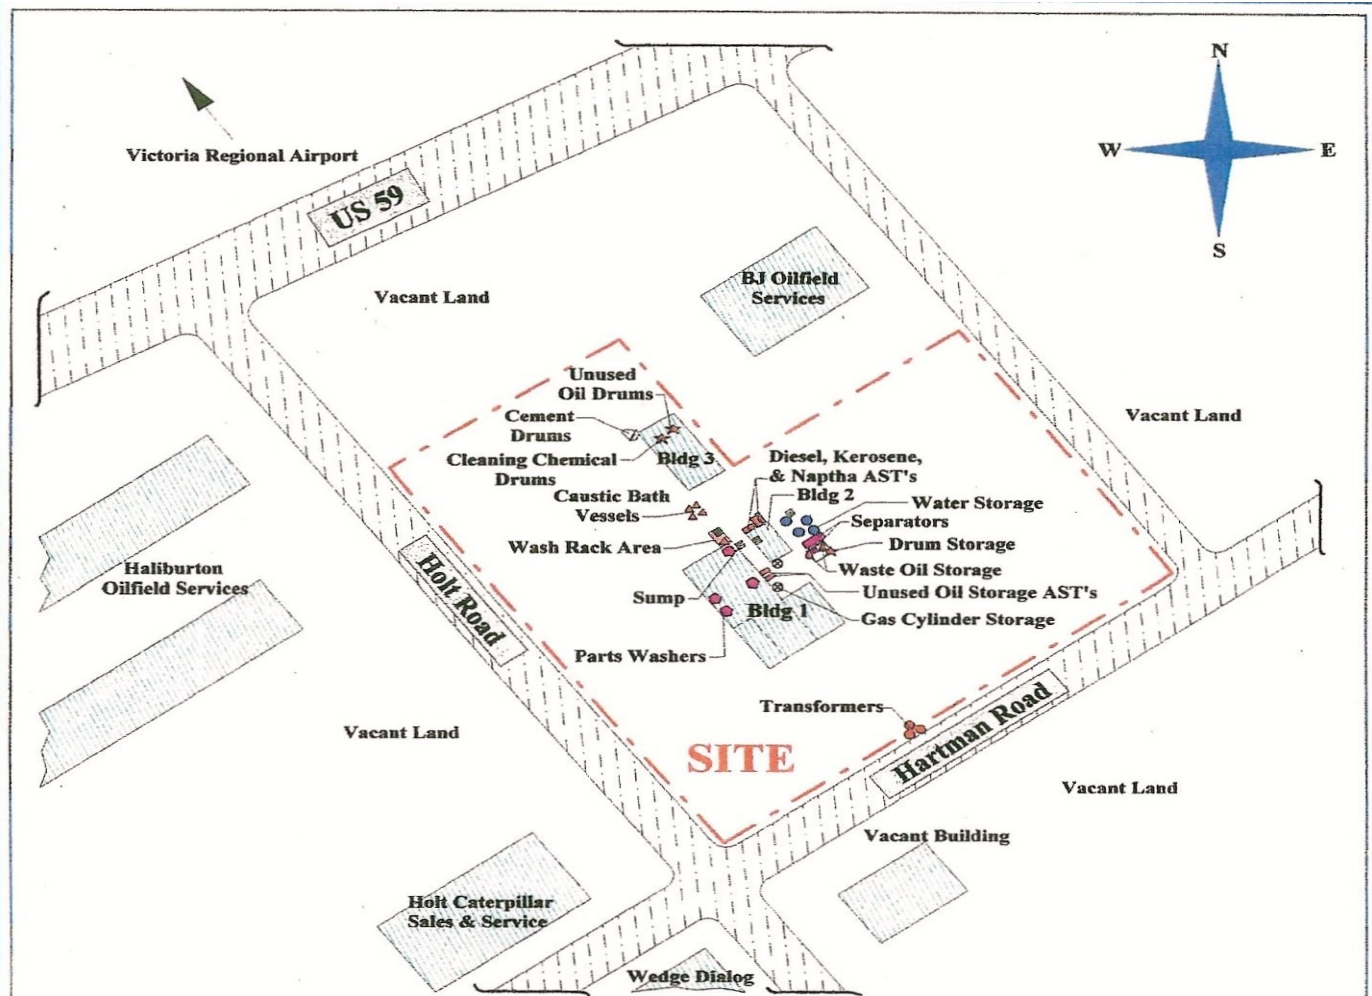 N
W
E
S
Victoria Regional Airport
US 59
Vacant Land
BJ Oilfield
Services
Unused
Oil Drums
Cement
Drums
Cleaning Chemical
Drums
Bldg 3
Caustic Bath
Vessels
Wash Rack Area
Diesel, Kerosene,
& Naptha AST's
Bldg 2
Water Storage
Separators
Drum Storage
Waste Oil Storage
Unused Oil Storage AST's
Gas Cylinder Storage
Sump
Bldg 1
Parts Washers
Vacant Land
Haliburton
Oilfield Services
Holt Road
Transformers
SITE
Hartman Road
Vacant Land
Vacant Land
Vacant Building
Holt Caterpillar
Sales & Service
Wedge Dialog